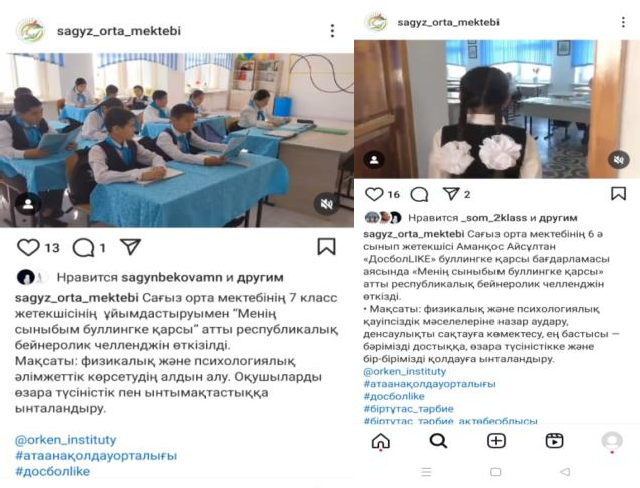 sagyz_orta_mektebi
13 1
Нравится sagynbekovamn и другим
sagyz_orta_mektebi Сағыз орта мектебінің 7 класс
жетекшісінің ұйымдастыруымен “Менің
сыныбым буллингке қарсы” атты республикалық
бейнеролик челленджін өткізілді.
Мақсаты: физикалық және психологиялық
әлімжеттік көрсетудің алдын алу. Оқушыларды
өзара түсіністік пен ынтымақтастыққа
ынталандыру.
@orken_instituty
#атаанақолдауорталығы
#досболlike
sagyz_orta_mektebi
16 2
Нравится _som_2klass и другим
sagyz_orta_mektebi Сағыз орта мектебінің 6 ә
сынып жетекшісі Аманқос Айсұлтан
«ДосболLIKE» буллингке қарсы бағдарламасы
аясында «Менің сыныбым буллингке қарсы»
атты республикалық бейнеролик челленджін
өткізді.
• Мақсаты: физикалық және психологиялық
қауіпсіздік мәселелеріне назар аудару,
денсаулықты сақтауға көмектесу, ең бастысы —
бәрімізді достыққа, өзара түсіністікке және
бір-бірімізді қолдауға ынталандыру.
@orken_instituty
#атаанақолдауорталығы
#досболlike
#біртұтас_тәрбие
#біртұтас_тәрбие_ақтөбеоблысы